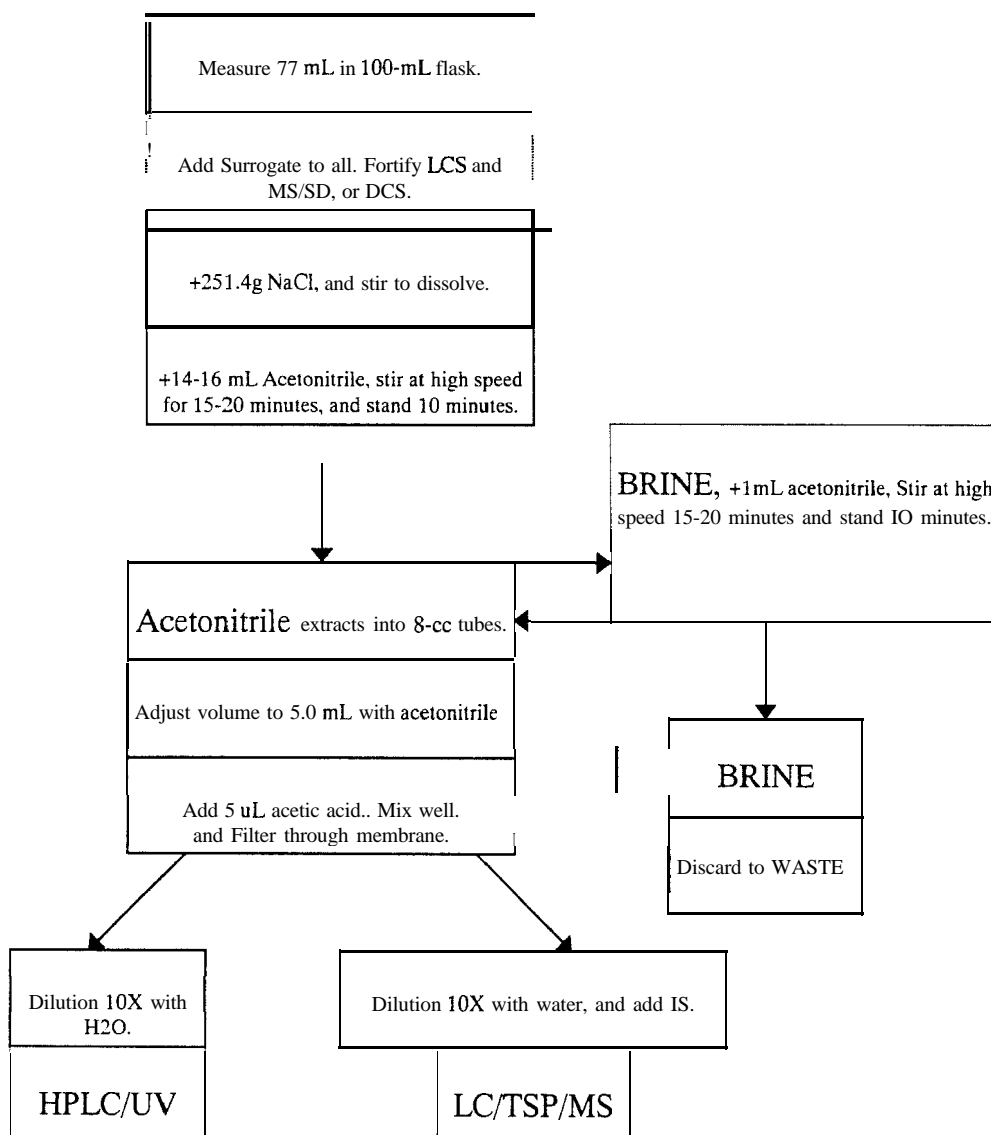 Measure 77 mL in 100-mL flask.
Add Surrogate to all. Fortify LCS and
MS/SD, or DCS.
+251.4g NaCl, and stir to dissolve.
+14-16 mL Acetonitrile, stir at high speed
for 15-20 minutes, and stand 10 minutes.
BRINE, +1mL acetonitrile, Stir at high
speed 15-20 minutes and stand IO minutes.
Acetonitrile extracts into 8-cc tubes.
Adjust volume to 5.0 mL with acetonitrile
Add 5 uL acetic acid.. Mix well.
and Filter through membrane.
BRINE
Discard to WASTE
Dilution 10X with
H2O.
HPLC/UV
Dilution 10X with water, and add IS.
LC/TSP/MS